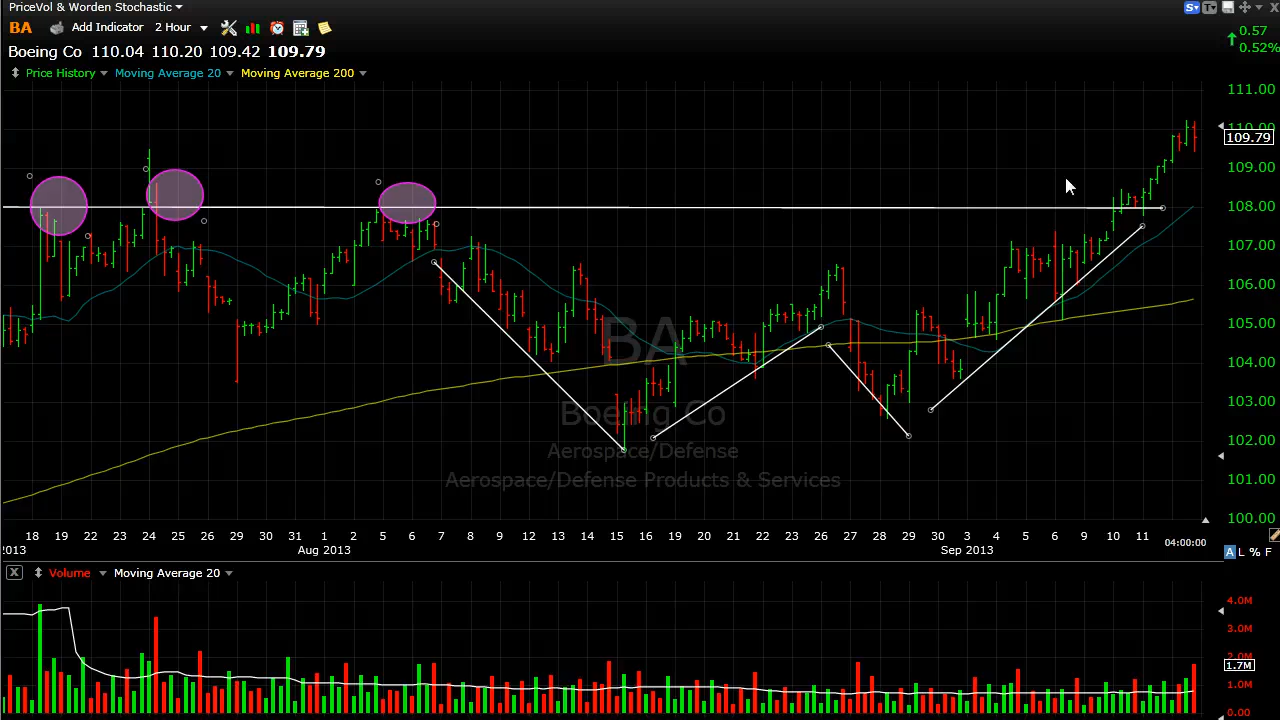 PriceVol & Worden Stochastic
S T X
BA Add Indicator 2 Hour
0.57
0.52%
Boeing Co 110.04 110.20 109.42 109.79
Price History Moving Average 20 Moving Average 200
111.00
110.00
109.79
109.00
108.00
107.00
106.00
105.00
104.00
103.00
102.00
101.00
100.00
BA
Boeing Co
Aerospace/Defense
Aerospace/Defense Products & Services
18 19 22 23 24 25 26 29 30 31 2 5 6 7 8 9 12 13 14 15 16 19 20 21 22 23 26 27 28 29 30 3 4 5 6 9 10 11
2013 Aug 2013 Sep 2013 04:00:00
A L % F
X Volume Moving Average 20
4.0M
3.0M
2.0M
1.7M
1.0M
0.00